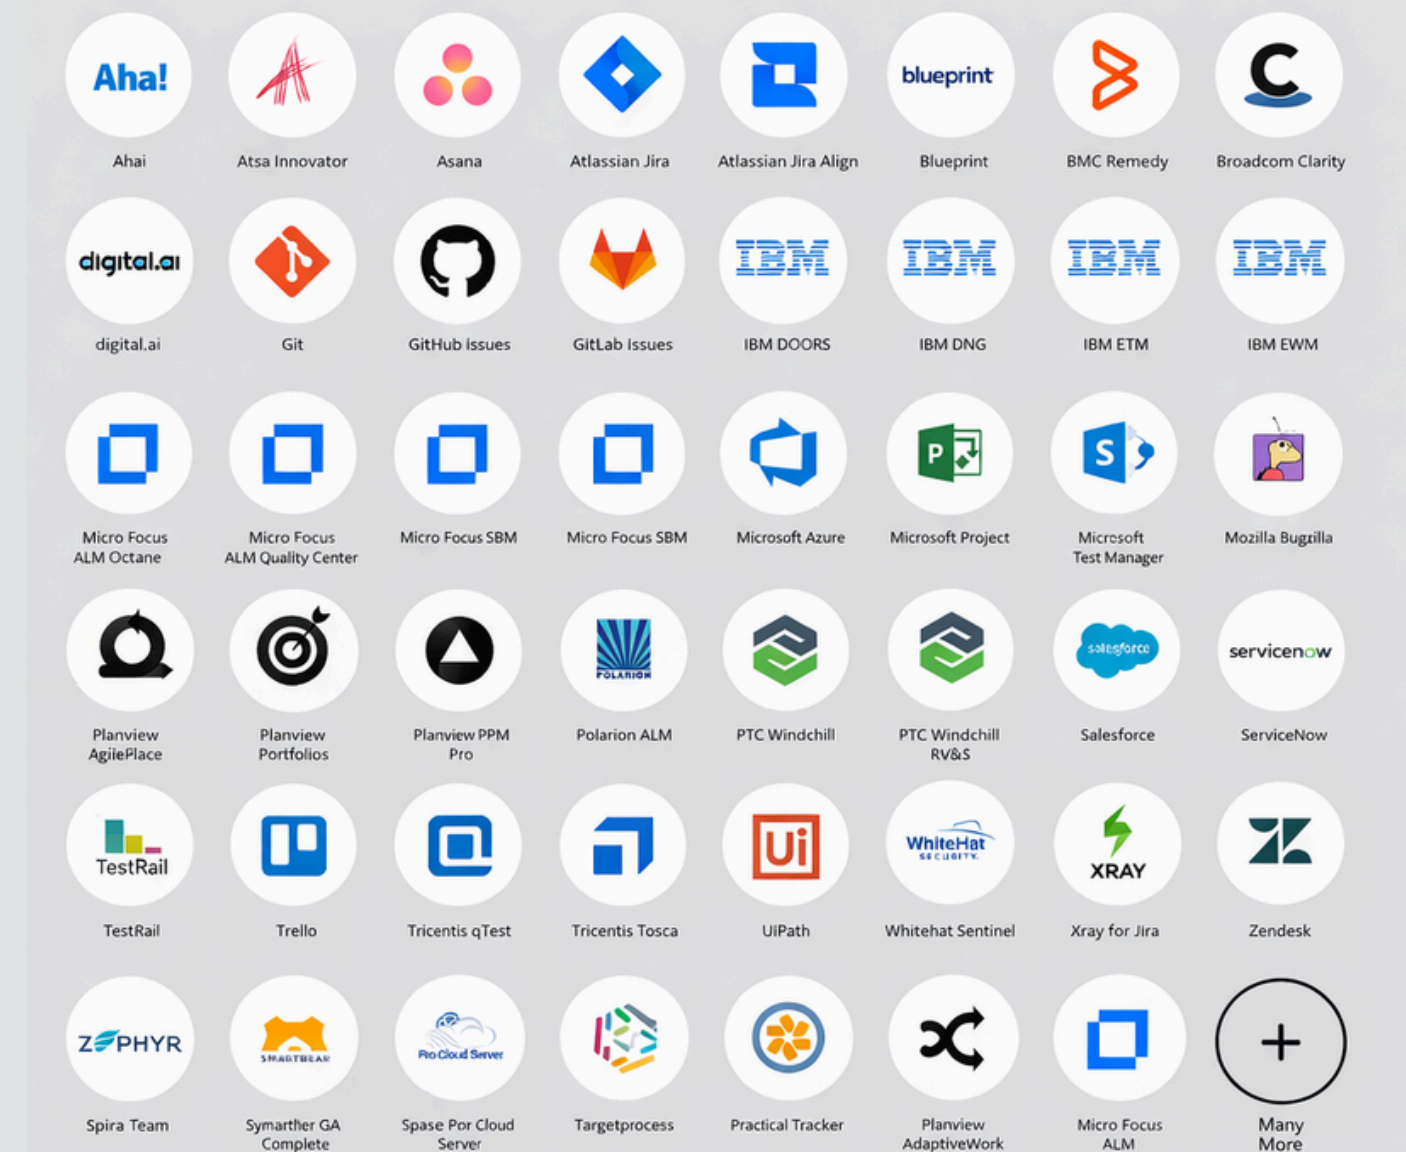 Aha!
blueprint
C
Ahai
Atsa Innovator
Asana
Atlassian Jira
Atlassian Jira Align
Blueprint
BMC Remedy
Broadcom Clarity
digital.ai
IBM
IBM
IBM
IBM
digital.ai
Git
GitHub issues
GitLab Issues
IBM DOORS
IBM DNG
IBM ETM
IBM EWM
P
S
Micro Focus
ALM Octane
Micro Focus
ALM Quality Center
Micro Focus SBM
Micro Focus SBM
Microsoft Azure
Microsoft Project
Microsoft
Test Manager
Mozilla Bugzilla
POLARION
salesforce
servicenow
Planview
AgilePlace
Planview
Portfolios
Planview PPM
Pro
Polarion ALM
PTC Windchill
PTC Windchill
RV&S
Salesforce
ServiceNow
TestRail
Ui
WhiteHat
SECURITY.
XRAY
TestRail
Trello
Tricentis qTest
Tricentis Tosca
UiPath
Whitehat Sentinel
Xray for Jira
Zendesk
ZEPHYR
SMARTBEAR
Pro Cloud Server
Spira Team
Symarther GA
Complete
Spase Por Cloud
Server
Targetprocess
Practical Tracker
Planview
AdaptiveWork
Micro Focus
ALM
Many
More